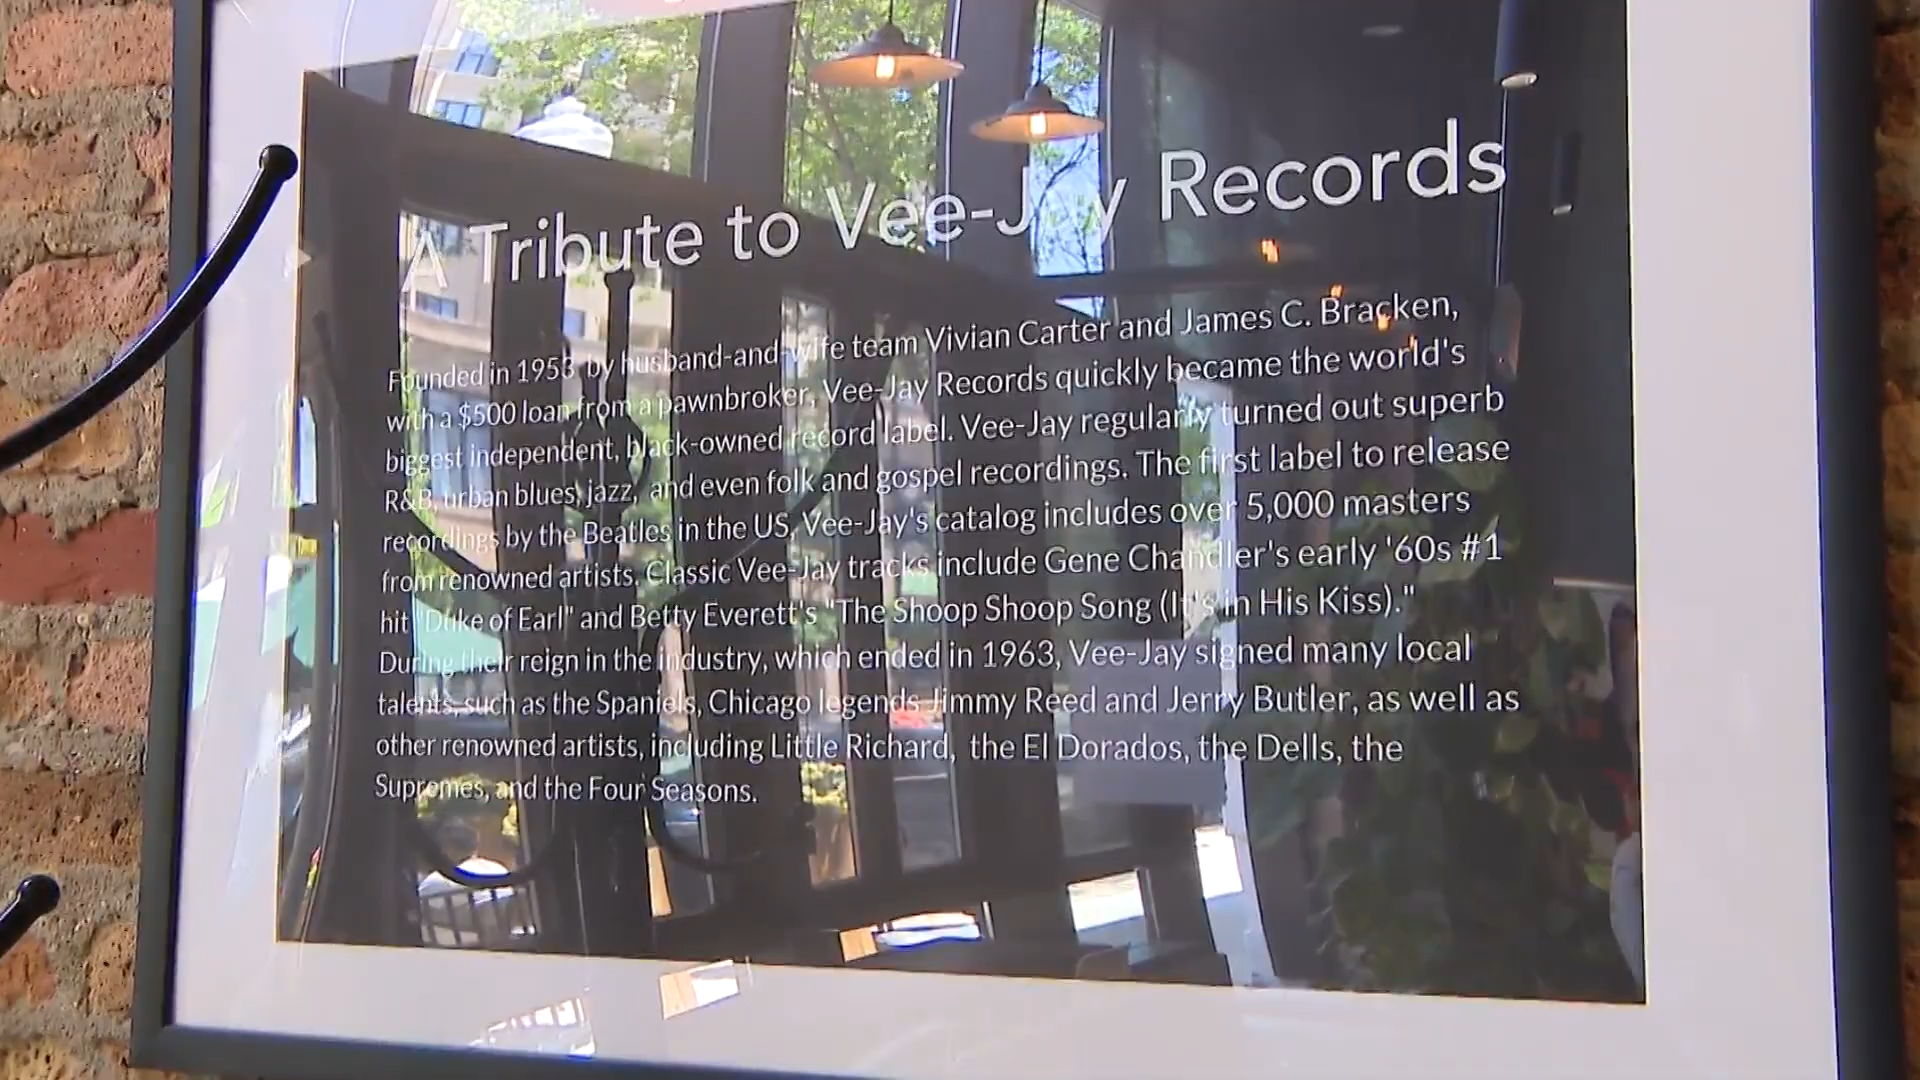 A Tribute to Vee-Jay Records
Founded in 1953 by husband-and-wife team Vivian Carter and James C. Bracken,
with a $500 loan from a pawnbroker, Vee-Jay Records quickly became the world's
biggest independent, black-owned record label. Vee-Jay regularly turned out superb
R&B, urban blues, jazz, and even folk and gospel recordings. The first label to release
recordings by the Beatles in the US, Vee-Jay's catalog includes over 5,000 masters
from renowned artists. Classic Vee-Jay tracks include Gene Chandler's early '60s #1
hit "Duke of Earl" and Betty Everett's "The Shoop Shoop Song (It's in His Kiss)."
During their reign in the industry, which ended in 1963, Vee-Jay signed many local
talents, such as the Spaniels, Chicago legends Jimmy Reed and Jerry Butler, as well as
other renowned artists, including Little Richard, the El Dorados, the Dells, the
Supremes, and the Four Seasons.